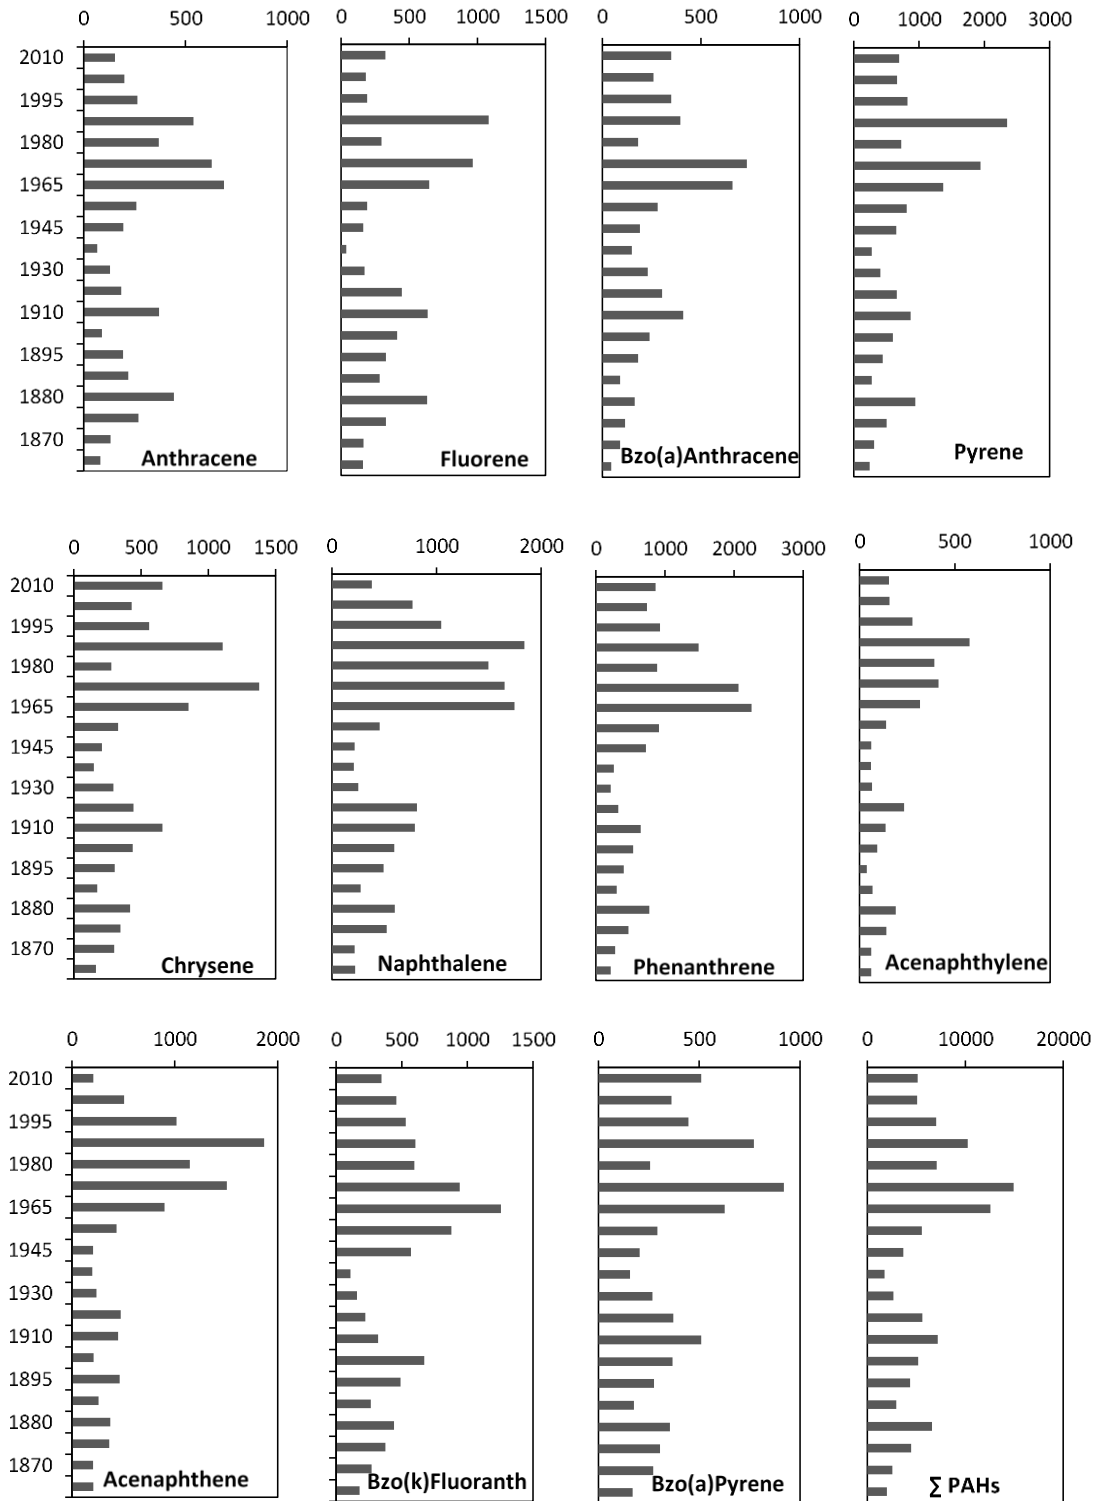 0 500 1000
0 500 1000 1500
0 500 1000
0 1000 2000 3000
2010
1995
1980
1965
1945
1930
1910
1895
1880
1870
Anthracene
Fluorene
Bzo(a)Anthracene
Pyrene
0 500 1000 1500
0 1000 2000
0 1000 2000 3000
0 500 1000
2010
1995
1980
1965
1945
1930
1910
1895
1880
1870
Chrysene
Naphthalene
Phenanthrene
Acenaphthylene
0 1000 2000
0 500 1000 1500
0 500 1000
0 10000 20000
2010
1995
1980
1965
1945
1930
1910
1895
1880
1870
Acenaphthene
Bzo(k)Fluoranth
Bzo(a)Pyrene
∑ PAHs